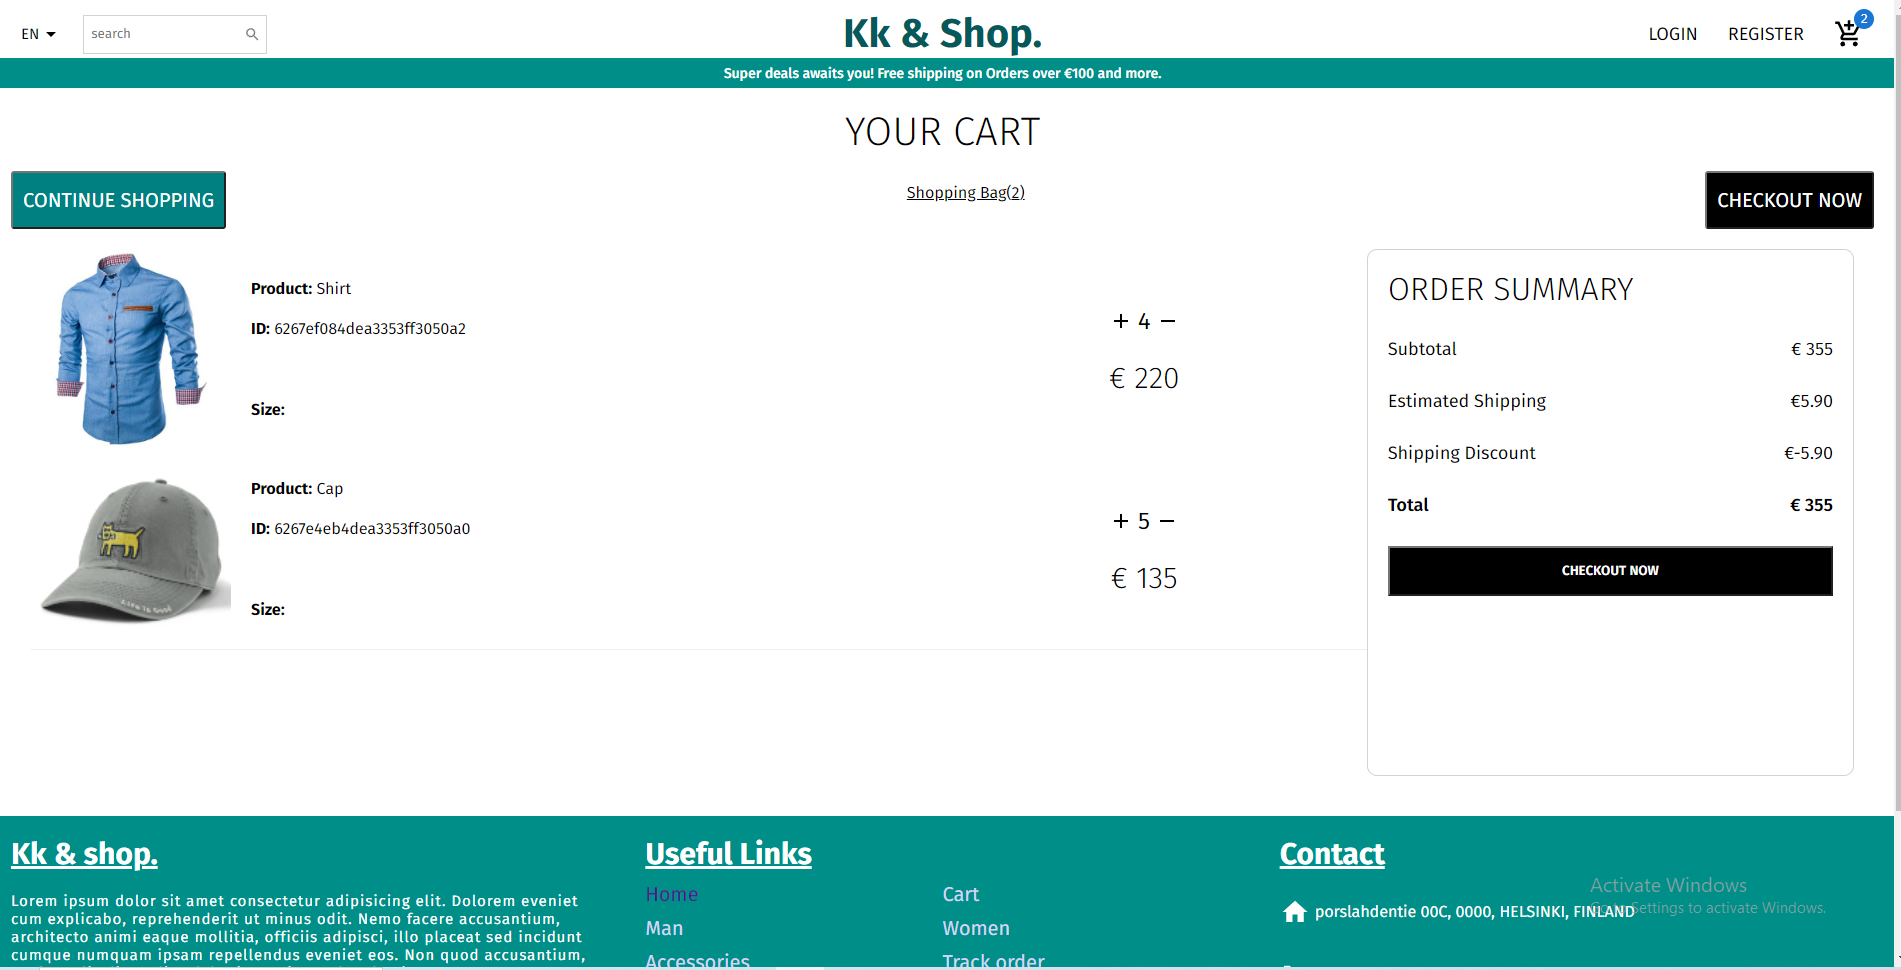 EN
search
Kk & Shop.
LOGIN
REGISTER
2
Super deals awaits you! Free shipping on Orders over €100 and more.
YOUR CART
CONTINUE SHOPPING
Shopping Bag(2)
CHECKOUT NOW
Product: Shirt
ID: 6267ef084dea3353ff3050a2
Size:
+ 4 −
€ 220
Product: Cap
ID: 6267e4eb4dea3353ff3050a0
Size:
+ 5 −
€ 135
Life is Good
ORDER SUMMARY
Subtotal € 355
Estimated Shipping €5.90
Shipping Discount €-5.90
Total € 355
CHECKOUT NOW
Kk & shop.
Lorem ipsum dolor sit amet consectetur adipisicing elit. Dolorem eveniet
cum explicabo, reprehenderit ut minus odit. Nemo facere accusantium,
architecto animi eaque mollitia, officiis adipisci, illo placeat sed incidunt
cumque numquam ipsam repellendus eveniet eos. Non quod accusantium,
Useful Links
Home
Cart
Man
Women
Accessories
Track order
Contact
porslahdentie 00C, 0000, HELSINKI, FINLAND
Activate Windows
Go to Settings to activate Windows.